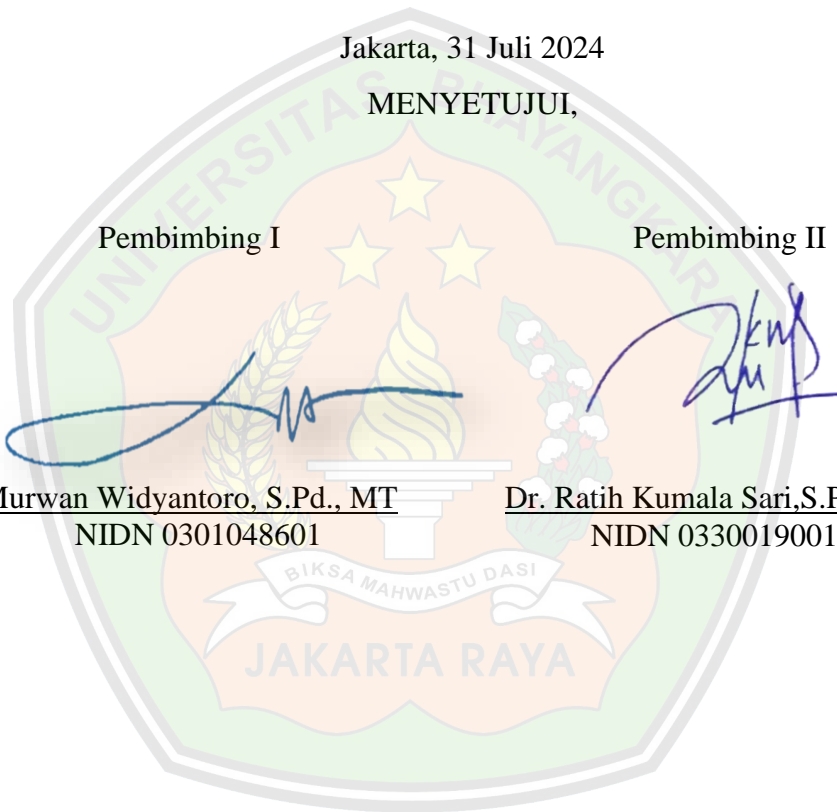 Jakarta, 31 Juli 2024
MENYETUJUI,
Pembimbing I
Pembimbing II
Murwan Widyantoro, S.Pd., MT
Dr. Ratih Kumala Sari,S.
NIDN 0301048601
NIDN 0330019001
UNIVERSITAS BHAYANGKARA
BIKSA MAHWASTU DASI
JAKARTA RAYA